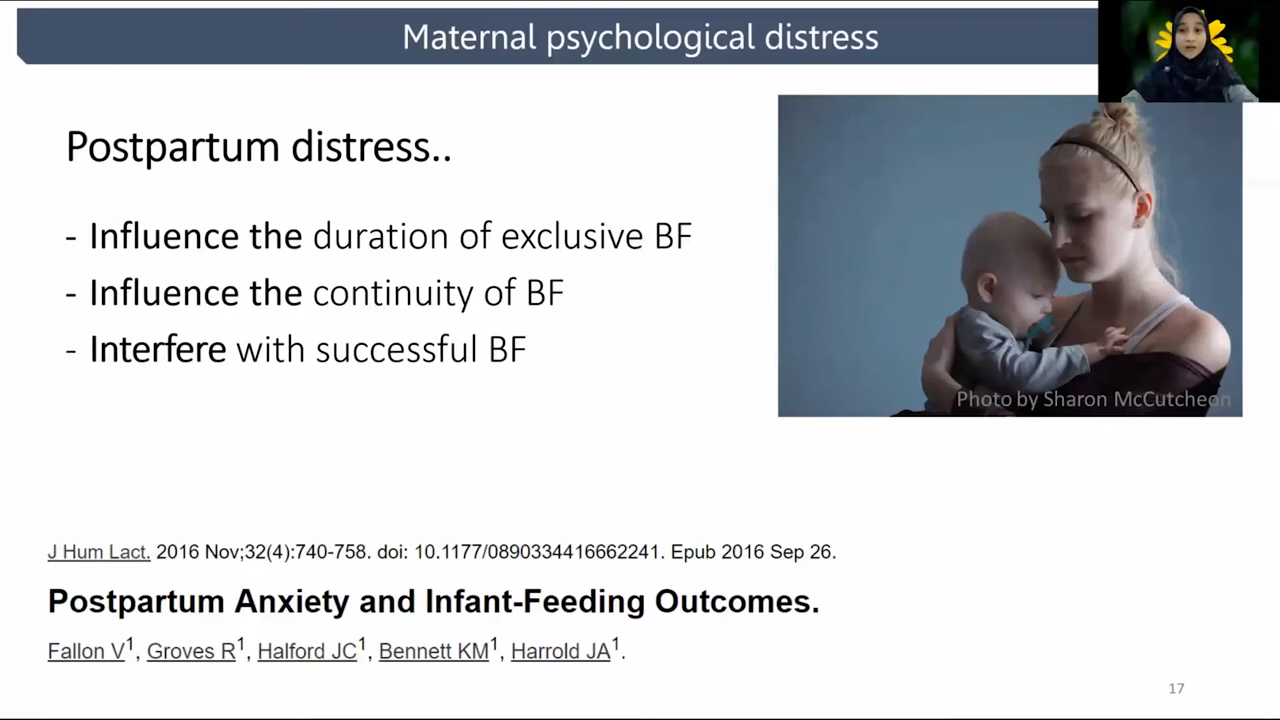 Maternal psychological distress
Postpartum distress..
- Influence the duration of exclusive BF
- Influence the continuity of BF
- Interfere with successful BF
Photo by Sharon McCutcheon
J Hum Lact. 2016 Nov;32(4):740-758. doi: 10.1177/0890334416662241. Epub 2016 Sep 26.
Postpartum Anxiety and Infant-Feeding Outcomes.
Fallon V1, Groves R1, Halford JC1, Bennett KM1, Harrold JA1.
17